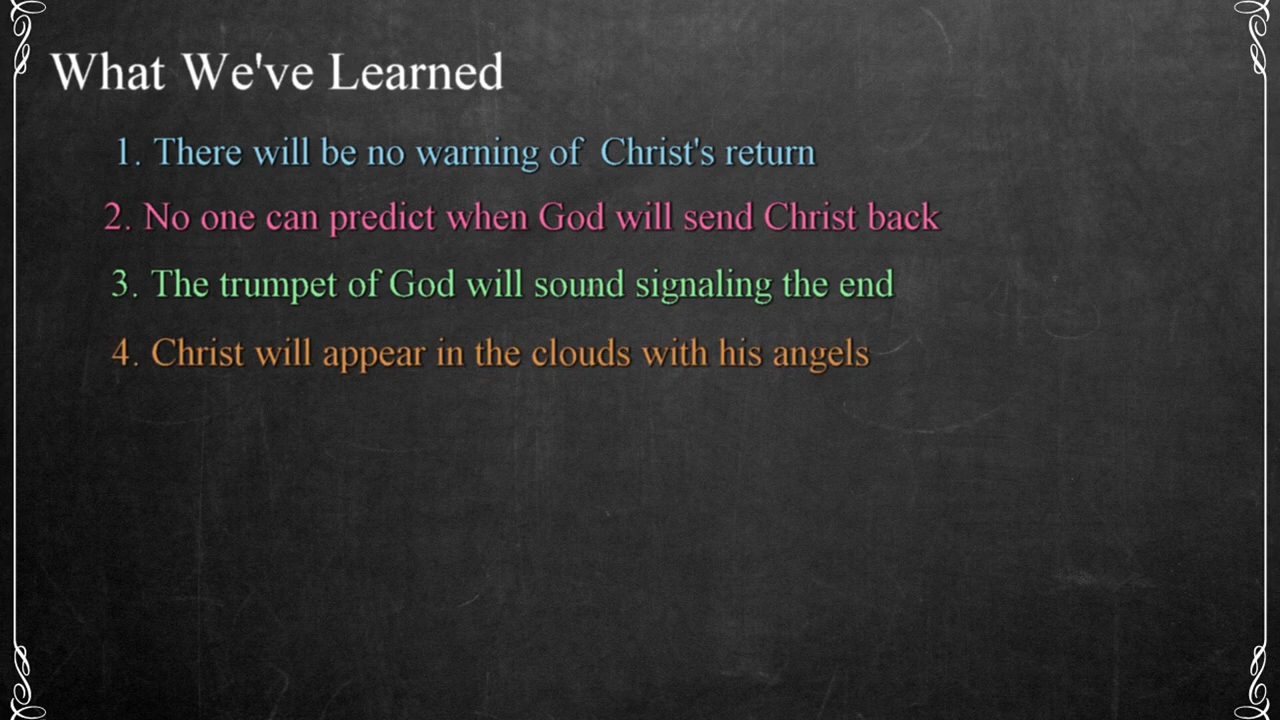 What We've Learned
1. There will be no warning of Christ's return
2. No one can predict when God will send Christ back
3. The trumpet of God will sound signaling the end
4. Christ will appear in the clouds with his angels